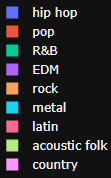 hip hop
pop
R&B
EDM
rock
metal
latin
acoustic folk
country